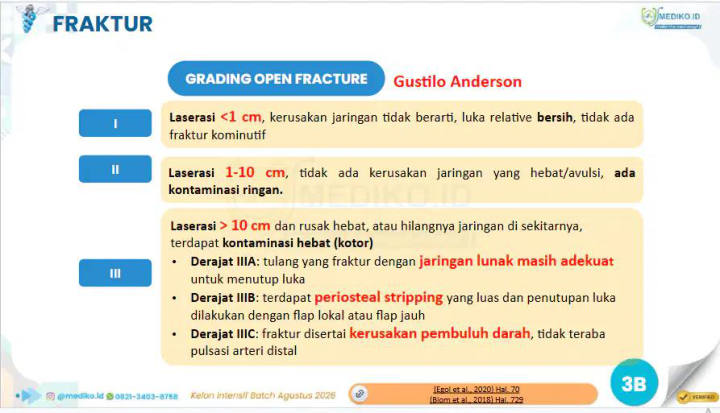 FRAKTUR
MEDIKO.ID
GRADING OPEN FRACTURE
Gustilo Anderson
I
Laserasi <1 cm, kerusakan jaringan tidak berarti, luka relative bersih, tidak ada
fraktur kominutif
II
Laserasi 1-10 cm, tidak ada kerusakan jaringan yang hebat/avulsi, ada
kontaminasi ringan.
MEDIKO.ID
III
Laserasi > 10 cm dan rusak hebat, atau hilangnya jaringan di sekitarnya,
terdapat kontaminasi hebat (kotor)
• Derajat IIIA: tulang yang fraktur dengan jaringan lunak masih adekuat
untuk menutup luka
• Derajat IIIB: terdapat periosteal stripping yang luas dan penutupan luka
dilakukan dengan flap lokal atau flap jauh
• Derajat IIIC: fraktur disertai kerusakan pembuluh darah, tidak teraba
pulsasi arteri distal
@mediko.id 0821-3403-8758
Kelon Intensif Batch Agustus 2026
(Egol et al., 2020) Hal. 70
(Blom et al., 2018) Hal. 729
3B
VERIFIED